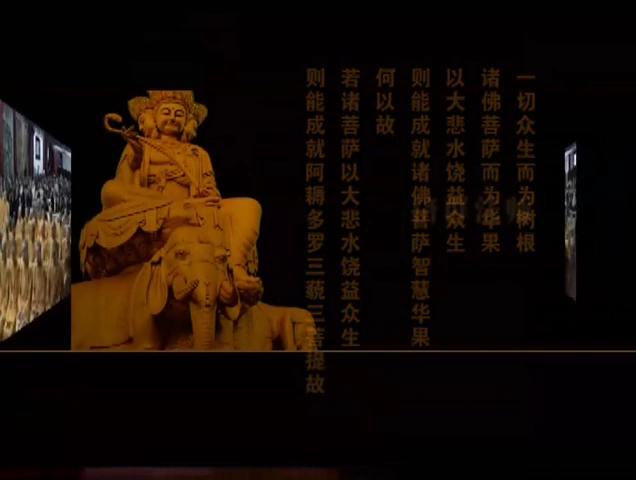 一切众生而为树根
诸佛菩萨而为华果
以大悲水饶益众生
则能成就诸佛菩萨智慧华果
何以故
若诸菩萨以大悲水饶益众生
则能成就阿耨多罗三藐三菩提故